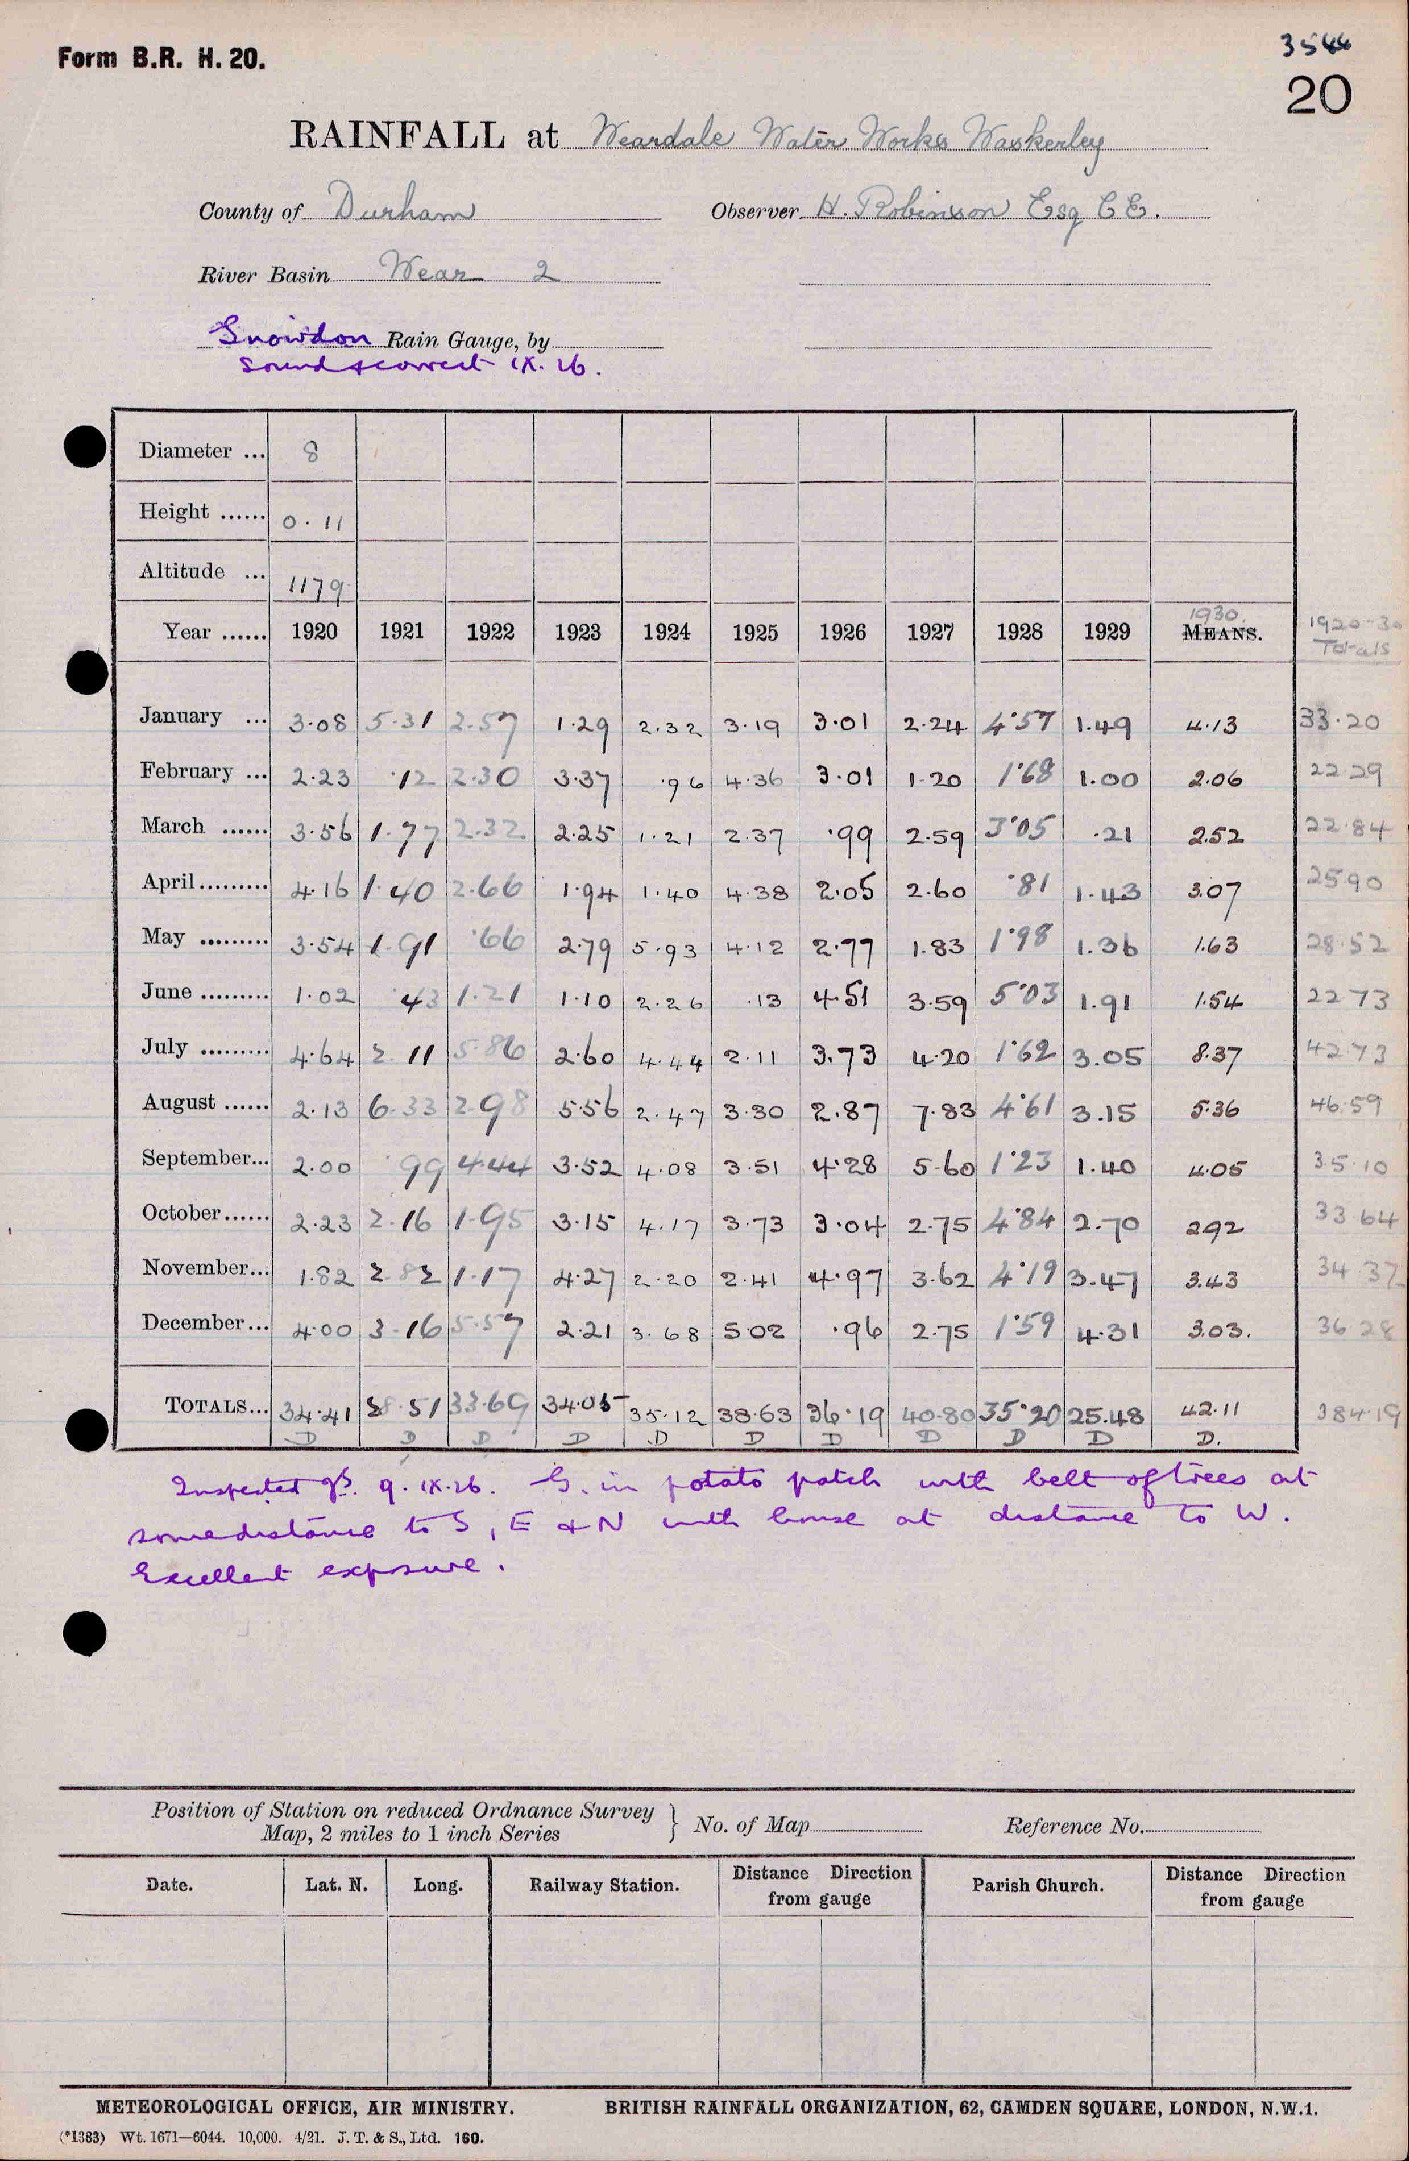 Form B.R. H. 20.
3544
20
RAINFALL at Weardale Water Works Waskerley
County of Durham Observer H. Robinson Esq C E.
River Basin Wear 2
Snowdon Rain Gauge, by
Sound & correct IX. 26.
Diameter ... 8
Height ...... 0.11
Altitude ... 1179
Year ...... 1920 1921 1922 1923 1924 1925 1926 1927 1928 1929 MEANS. 1930. 1920-30 Totals
January ... 3.08 5.31 2.57 1.29 2.32 3.19 3.01 2.24 4.57 1.49 4.13 33.20
February ... 2.23 .12 2.30 3.37 .96 4.36 3.01 1.20 1.68 1.00 2.06 22.29
March ...... 3.56 1.77 2.32 2.25 1.21 2.37 .99 2.59 3.05 .21 2.52 22.84
April ......... 4.16 1.40 2.66 1.94 1.40 4.38 2.05 2.60 .81 1.43 3.07 25.90
May ......... 3.54 1.91 .66 2.79 5.93 4.12 2.77 1.83 1.98 1.36 1.63 28.52
June ......... 1.02 .43 1.21 1.10 2.26 .13 4.51 3.59 5.03 1.91 1.54 22.73
July ......... 4.64 2.11 5.86 2.60 4.44 2.11 3.73 4.20 1.62 3.05 8.37 42.73
August ...... 2.13 6.33 2.98 5.56 2.47 3.30 2.87 7.83 4.61 3.15 5.36 46.59
September... 2.00 .99 4.44 3.52 4.08 3.51 4.28 5.60 1.23 1.40 4.05 35.10
October...... 2.23 2.16 1.95 3.15 4.17 3.73 3.04 2.75 4.84 2.70 2.92 33.64
November... 1.82 2.82 1.17 4.27 2.20 2.41 4.97 3.62 4.19 3.47 3.43 34.37
December... 4.00 3.16 5.57 2.21 3.68 5.02 .96 2.75 1.59 4.31 3.03. 36.28
TOTALS... 34.41 28.51 33.69 34.05 35.12 38.63 36.19 40.80 35.20 25.48 42.11 384.19
D D D D D D D D D D D.
Inspected 9. IX.26. G. in potato patch with belt of trees at
some distance to S, E & N with house at distance to W.
Excellent exposure.
Position of Station on reduced Ordnance Survey Map, 2 miles to 1 inch Series } No. of Map Reference No.
Date. Lat. N. Long. Railway Station. Distance Direction from gauge Parish Church. Distance Direction from gauge
METEOROLOGICAL OFFICE, AIR MINISTRY. BRITISH RAINFALL ORGANIZATION, 62, CAMDEN SQUARE, LONDON, N.W.1.
(*1383) Wt. 1671—6044. 10,000. 4/21. J. T. & S., Ltd. 160.